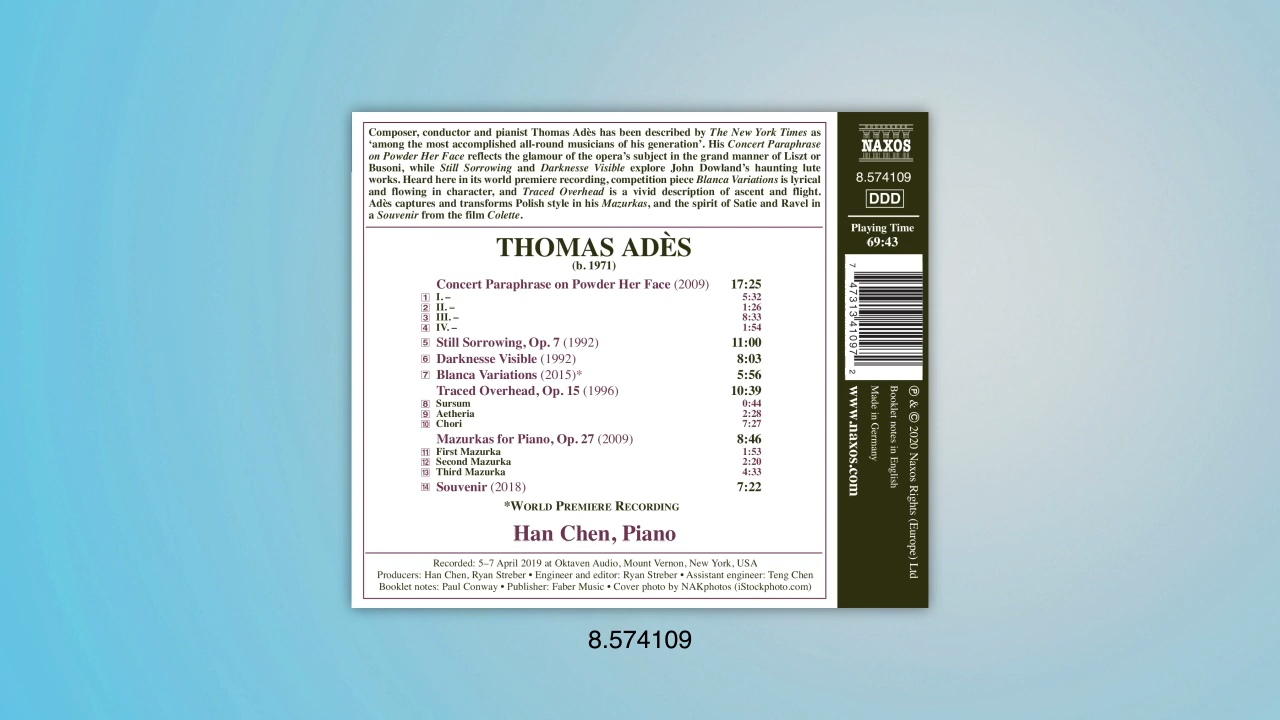 Composer, conductor and pianist Thomas Adès has been described by The New York Times as
‘among the most accomplished all-round musicians of his generation’. His Concert Paraphrase
on Powder Her Face reflects the glamour of the opera’s subject in the grand manner of Liszt or
Busoni, while Still Sorrowing and Darknesse Visible explore John Dowland’s haunting lute
works. Heard here in its world premiere recording, competition piece Blanca Variations is lyrical
and flowing in character, and Traced Overhead is a vivid description of ascent and flight.
Adès captures and transforms Polish style in his Mazurkas, and the spirit of Satie and Ravel in
a Souvenir from the film Colette.
THOMAS ADÈS
(b. 1971)
Concert Paraphrase on Powder Her Face (2009) 17:25
1 I. – 5:32
2 II. – 1:26
3 III. – 8:33
4 IV. – 1:54
5 Still Sorrowing, Op. 7 (1992) 11:00
6 Darknesse Visible (1992) 8:03
7 Blanca Variations (2015)* 5:56
Traced Overhead, Op. 15 (1996) 10:39
8 Sursum 0:44
9 Aetheria 2:28
10 Chori 7:27
Mazurkas for Piano, Op. 27 (2009) 8:46
11 First Mazurka 1:53
12 Second Mazurka 2:20
13 Third Mazurka 4:33
14 Souvenir (2018) 7:22
*WORLD PREMIERE RECORDING
Han Chen, Piano
Recorded: 5–7 April 2019 at Oktaven Audio, Mount Vernon, New York, USA
Producers: Han Chen, Ryan Streber • Engineer and editor: Ryan Streber • Assistant engineer: Teng Chen
Booklet notes: Paul Conway • Publisher: Faber Music • Cover photo by NAKphotos (iStockphoto.com)
NAXOS
8.574109
DDD
Playing Time
69:43
7 47313 41097 2
℗ & © 2020 Naxos Rights (Europe) Ltd
Booklet notes in English
Made in Germany
www.naxos.com
8.574109